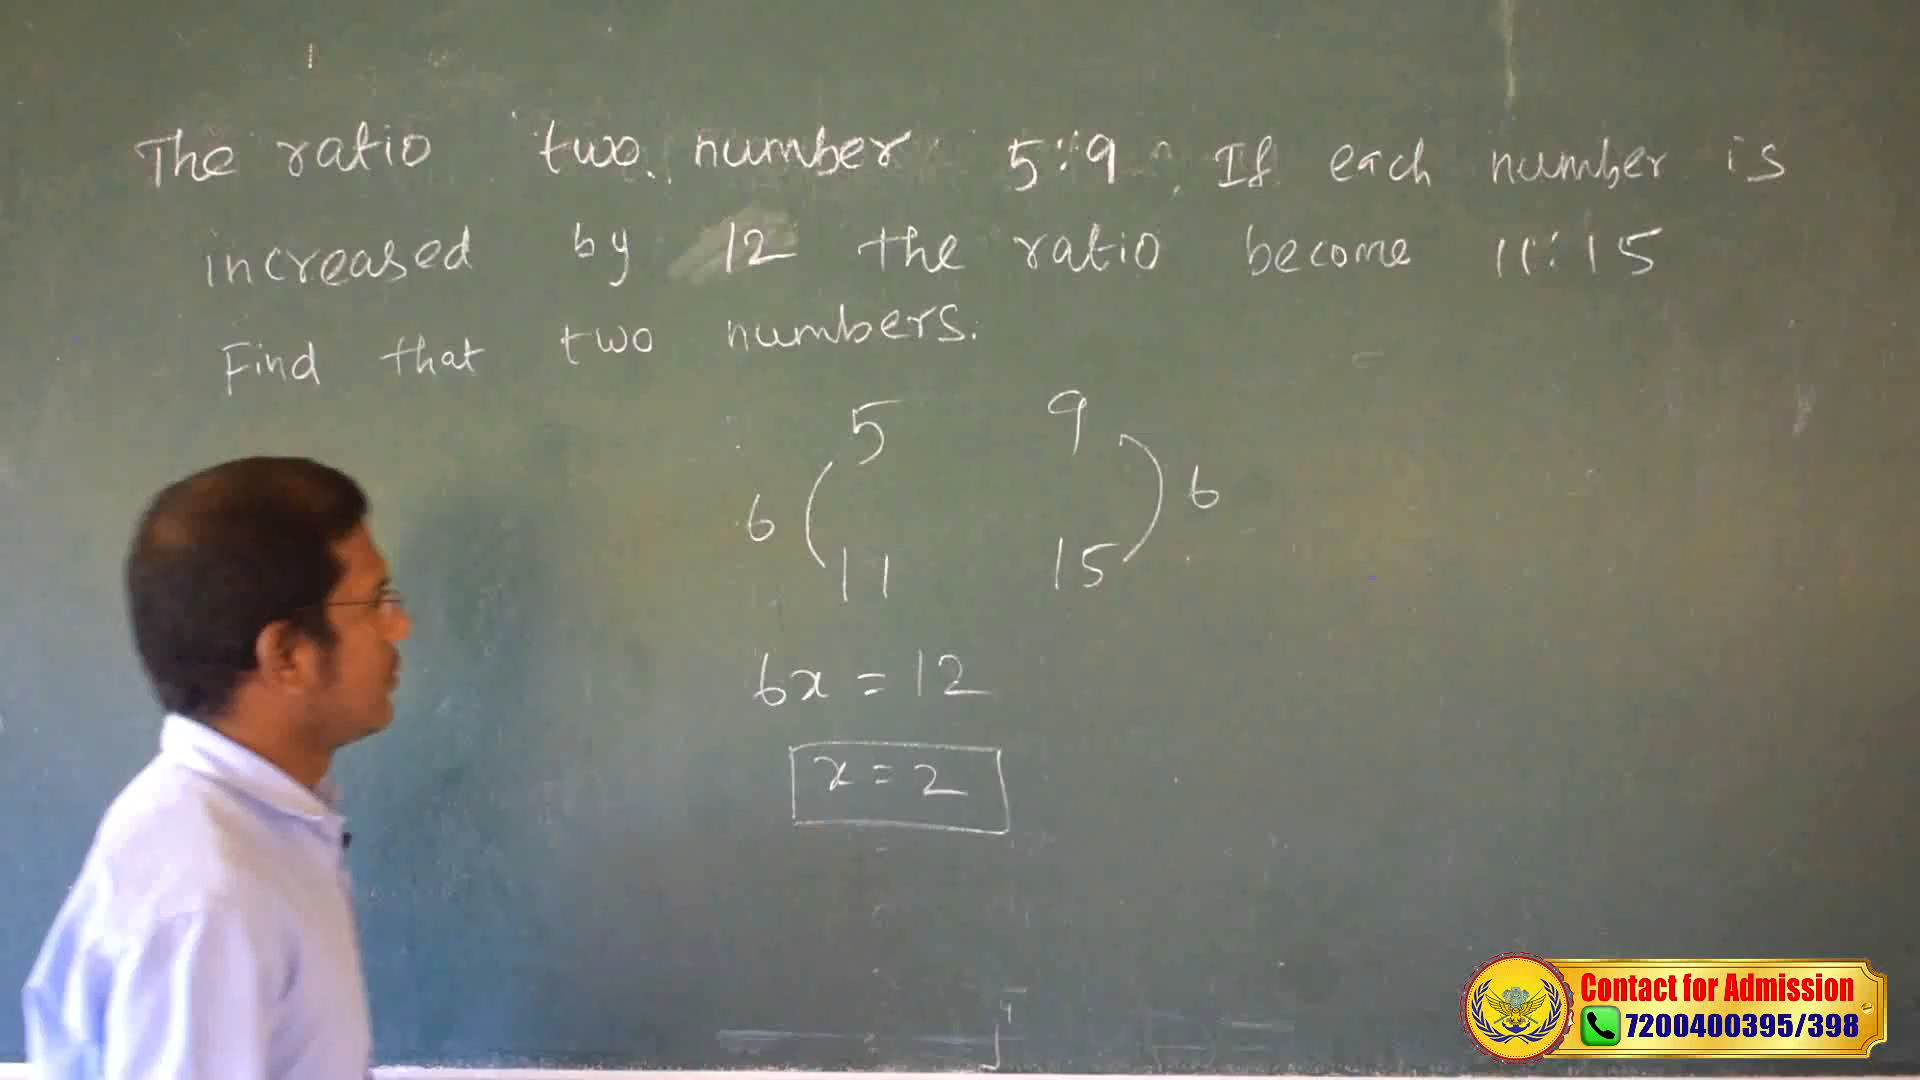 The ratio two number 5:9. If each number is
increased by 12 the ratio become 11:15
Find that two numbers.
5 9
6 6
11 15
6x = 12
x = 2
Contact for Admission
7200400395/398